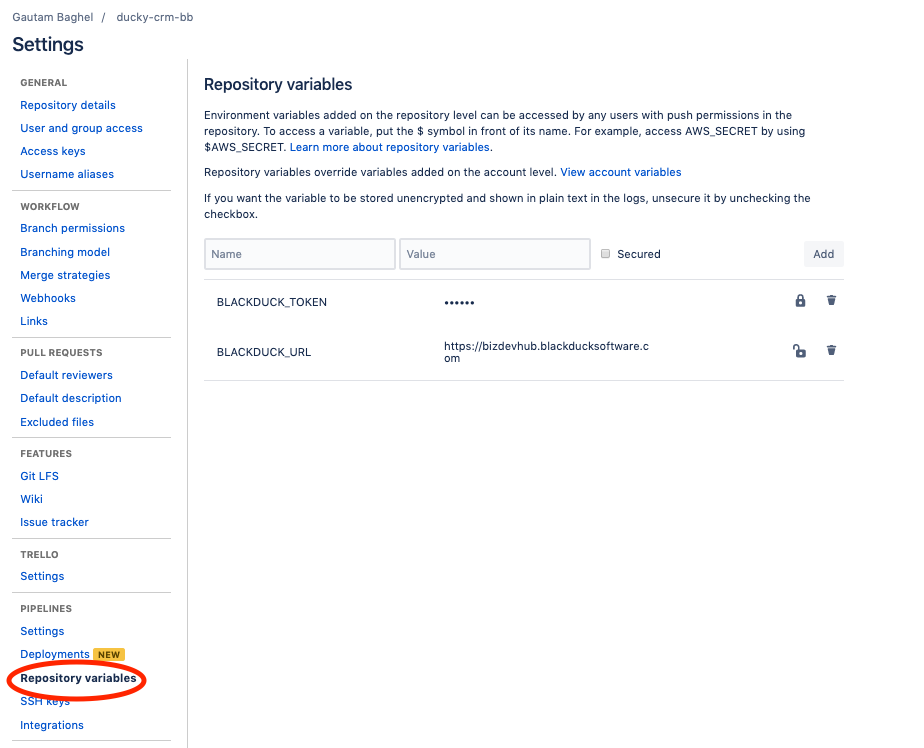 Gautam Baghel / ducky-crm-bb
Settings
GENERAL
Repository details
User and group access
Access keys
Username aliases
WORKFLOW
Branch permissions
Branching model
Merge strategies
Webhooks
Links
PULL REQUESTS
Default reviewers
Default description
Excluded files
FEATURES
Git LFS
Wiki
Issue tracker
TRELLO
Settings
PIPELINES
Settings
Deployments NEW
Repository variables
SSH keys
Integrations
Repository variables
Environment variables added on the repository level can be accessed by any users with push permissions in the
repository. To access a variable, put the $ symbol in front of its name. For example, access AWS_SECRET by using
$AWS_SECRET. Learn more about repository variables.
Repository variables override variables added on the account level. View account variables
If you want the variable to be stored unencrypted and shown in plain text in the logs, unsecure it by unchecking the
checkbox.
Name Value Secured Add
BLACKDUCK_TOKEN ••••••
BLACKDUCK_URL https://bizdevhub.blackducksoftware.c
om